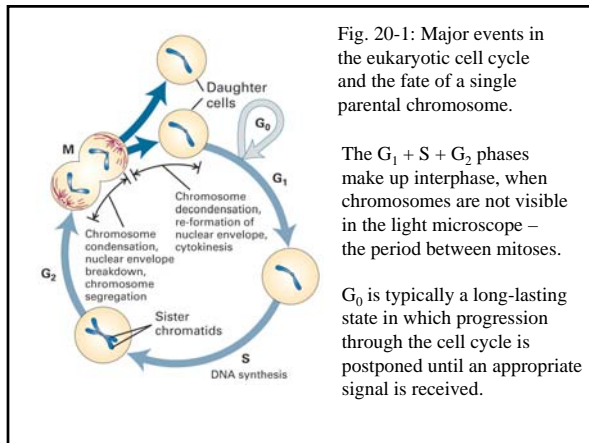 Fig. 20-1: Major events in
the eukaryotic cell cycle
and the fate of a single
parental chromosome.
The G₁ + S + G₂ phases
make up interphase, when
chromosomes are not visible
in the light microscope –
the period between mitoses.
G₀ is typically a long-lasting
state in which progression
through the cell cycle is
postponed until an appropriate
signal is received.
Daughter
cells
G₀
M
G₁
Chromosome
decondensation,
re-formation of
nuclear envelope,
cytokinesis
Chromosome
condensation,
nuclear envelope
breakdown,
chromosome
segregation
G₂
Sister
chromatids
S
DNA synthesis